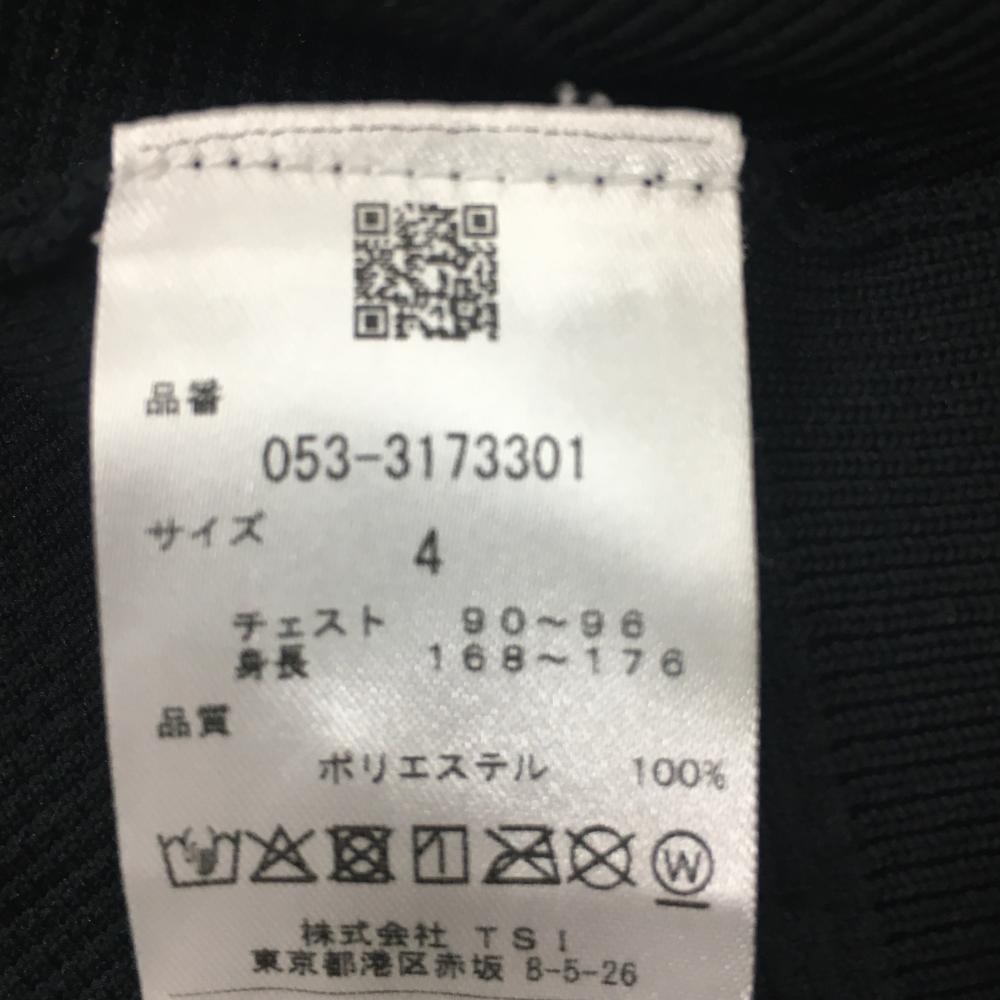 品番
053-3173301
サイズ
4
チェスト 90～96
身長 168～176
品質
ポリエステル 100%
W
株式会社 TSI
東京都港区赤坂 8-5-26